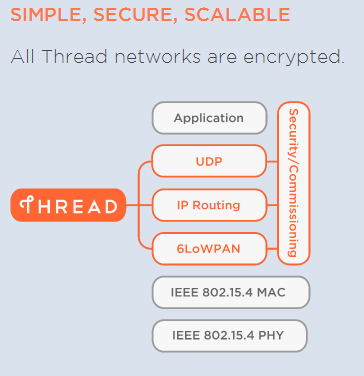 SIMPLE, SECURE, SCALABLE
All Thread networks are encrypted.
Application
UDP
THREAD
IP Routing
6LoWPAN
Security/Commissioning
IEEE 802.15.4 MAC
IEEE 802.15.4 PHY